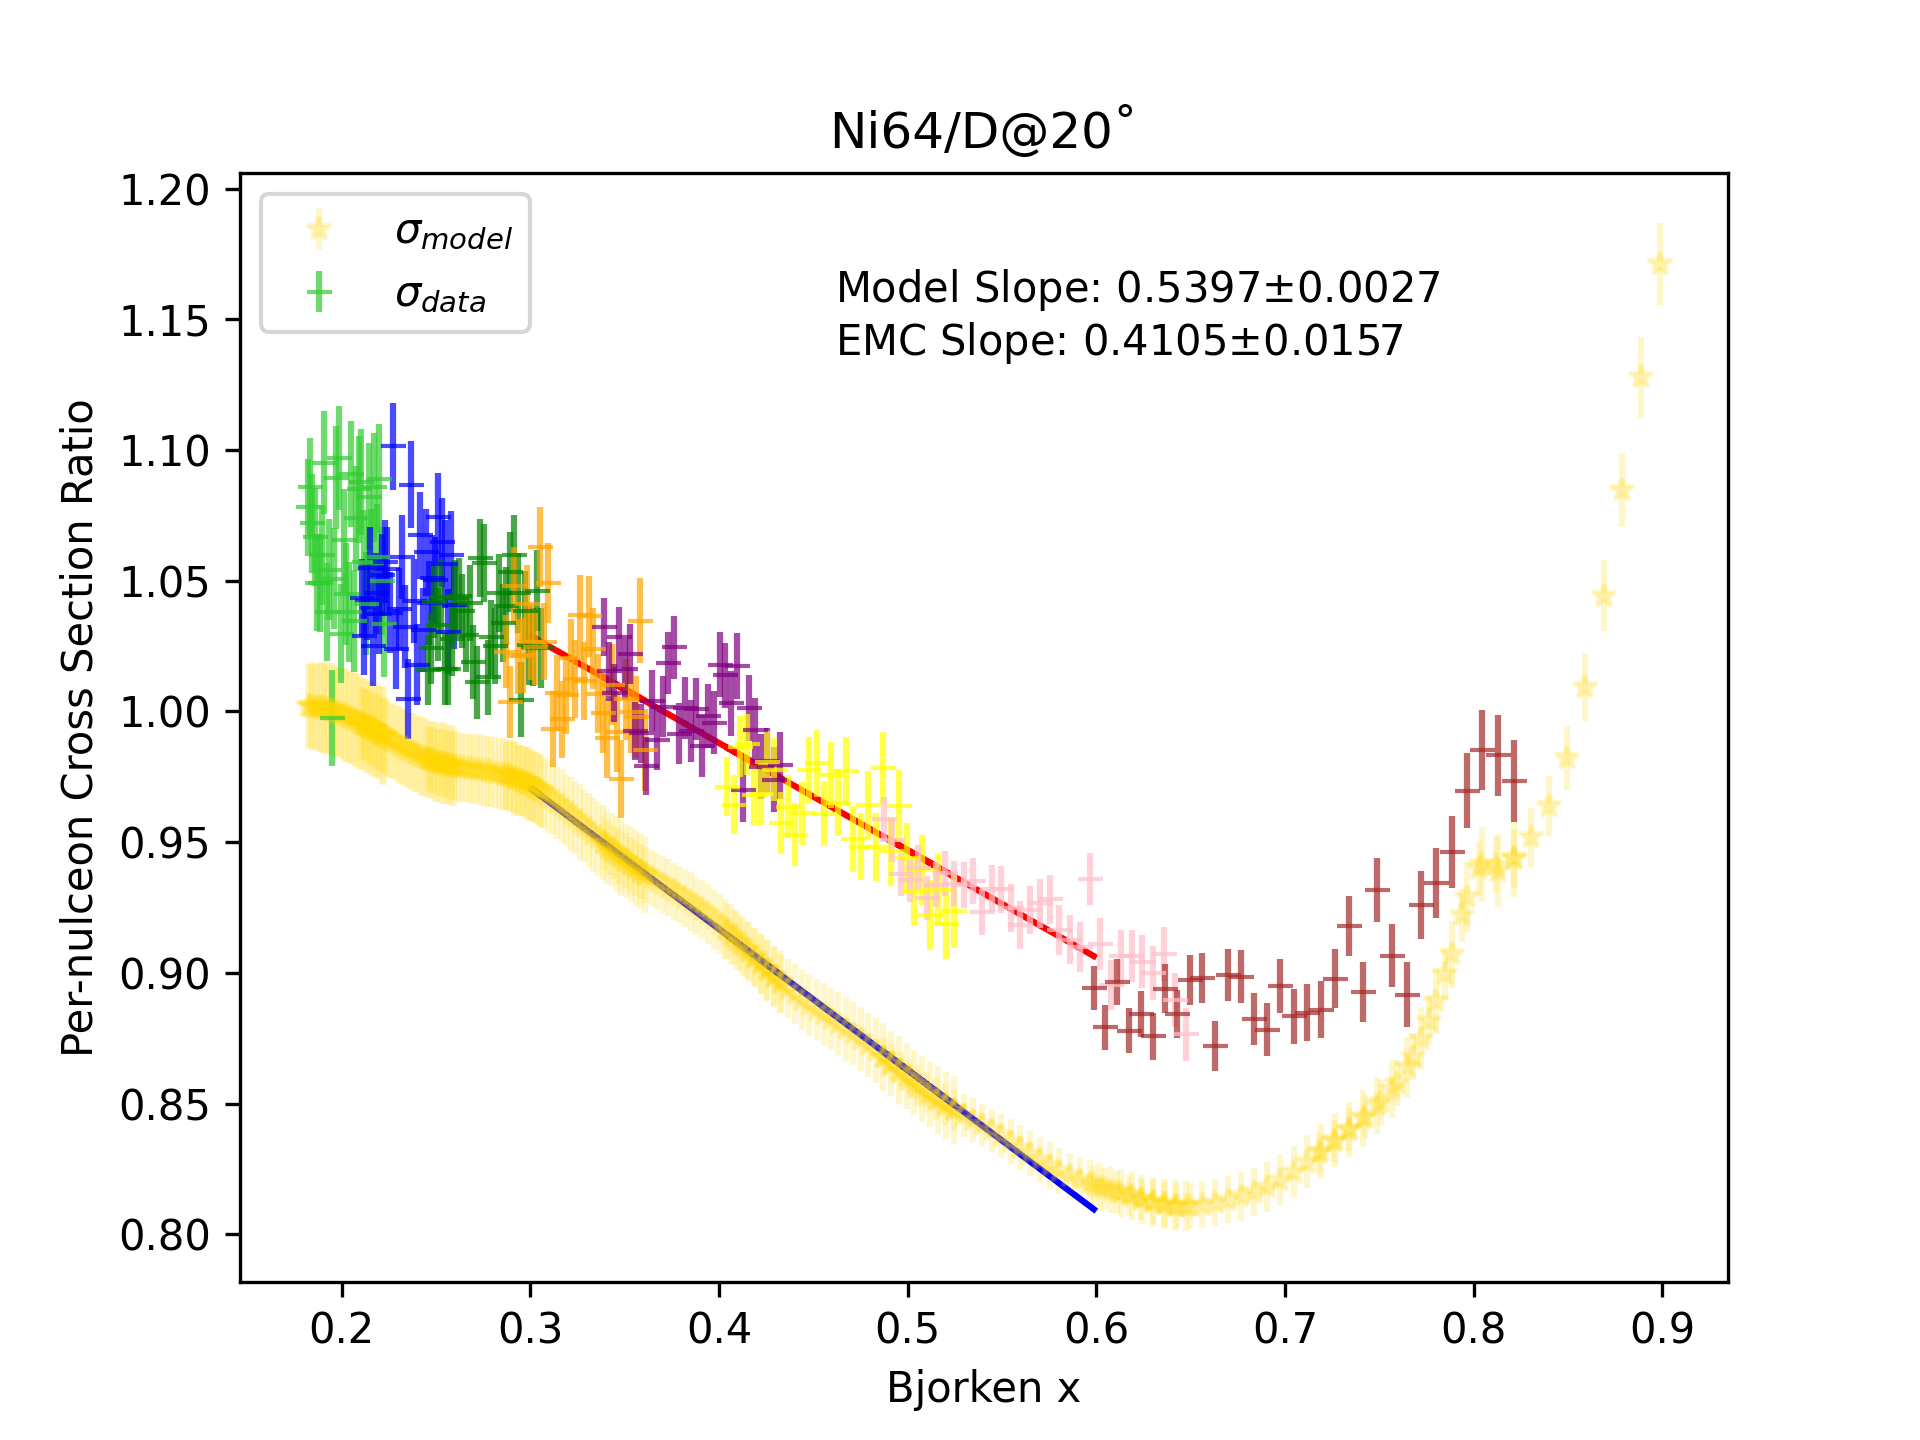 Ni64/D@20˚
σmodel
σdata
Model Slope: 0.5397±0.0027
EMC Slope: 0.4105±0.0157
Per-nulceon Cross Section Ratio
1.20
1.15
1.10
1.05
1.00
0.95
0.90
0.85
0.80
0.2 0.3 0.4 0.5 0.6 0.7 0.8 0.9
Bjorken x